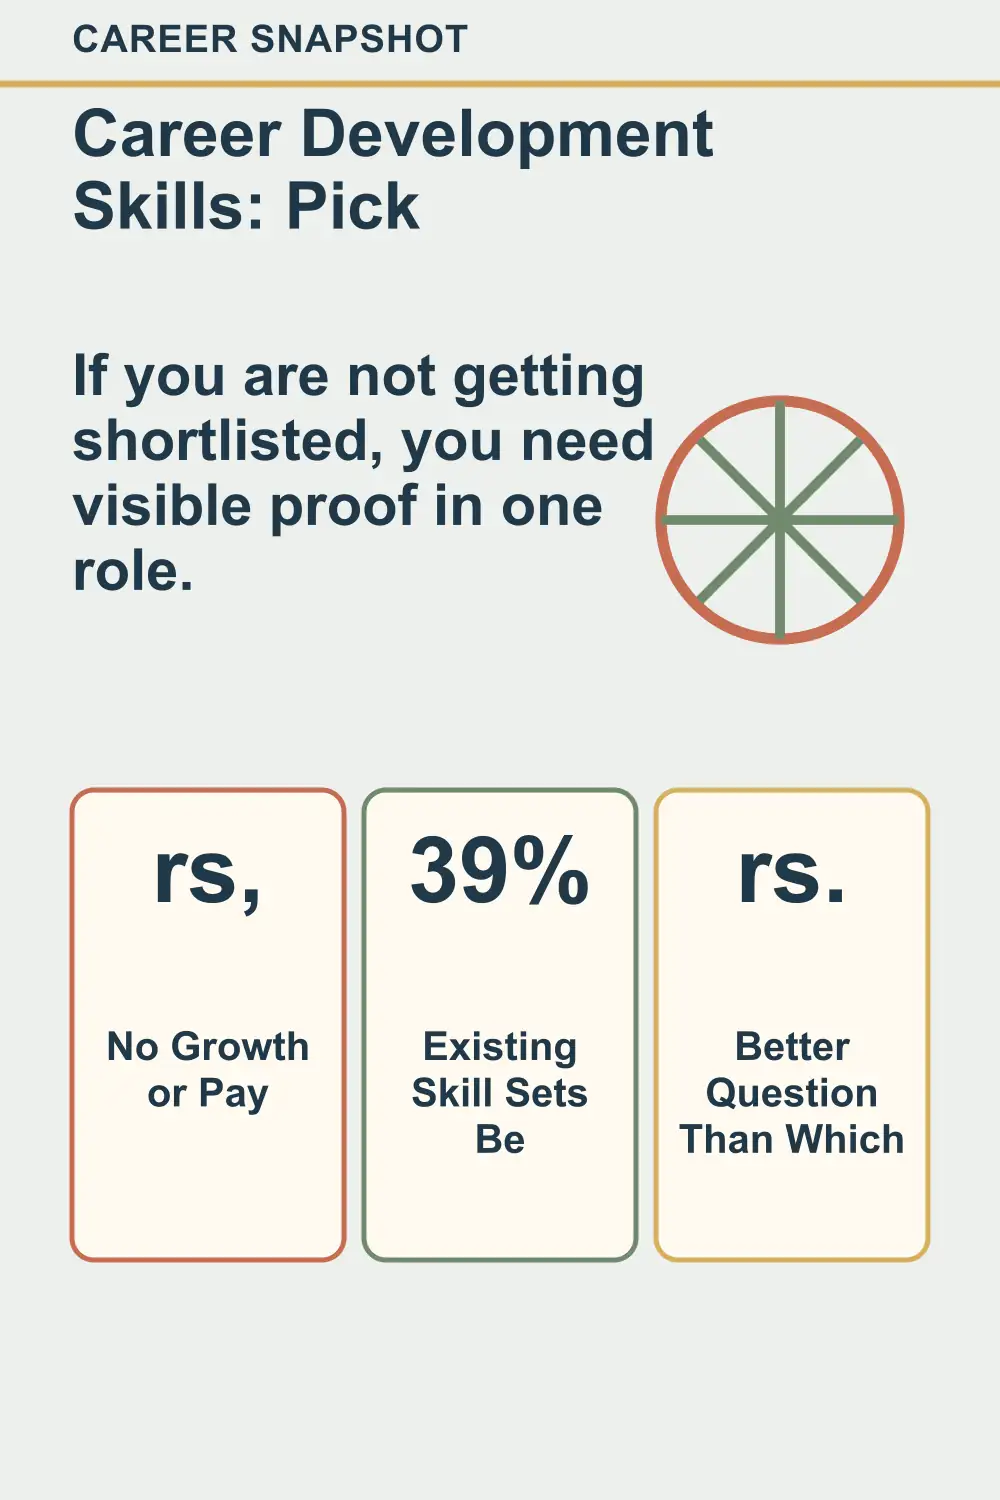 CAREER SNAPSHOT
Career Development
Skills: Pick
If you are not getting
shortlisted, you need
visible proof in one
role.
rs,
No Growth
or Pay
39%
Existing
Skill Sets
Be
rs.
Better
Question
Than Which